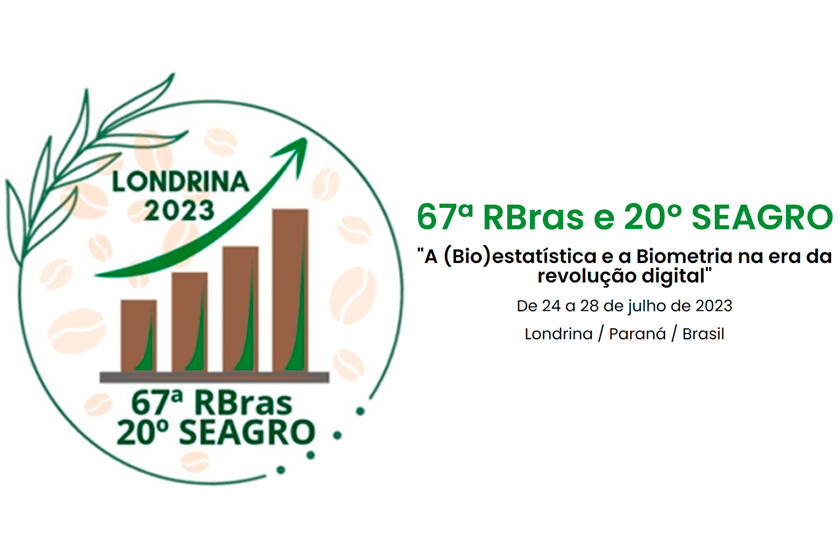 LONDRINA
2023
67ª RBras
20º SEAGRO
67ª RBras e 20º SEAGRO
"A (Bio)estatística e a Biometria na era da
revolução digital"
De 24 a 28 de julho de 2023
Londrina / Paraná / Brasil